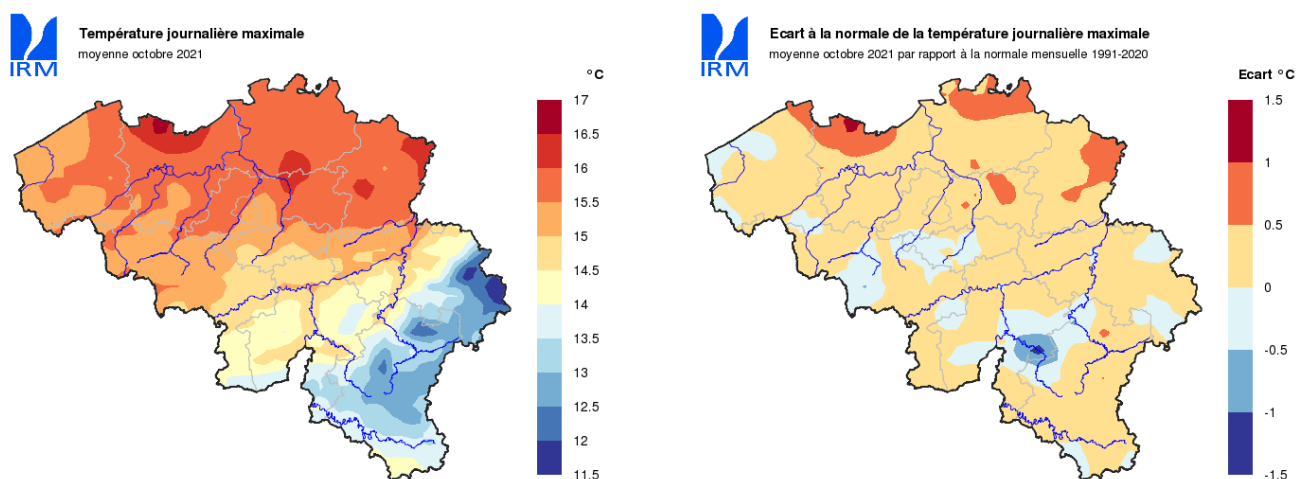 IRM
Température journalière maximale
moyenne octobre 2021
°C
17
16.5
16
15.5
15
14.5
14
13.5
13
12.5
12
11.5
IRM
Ecart à la normale de la température journalière maximale
moyenne octobre 2021 par rapport à la normale mensuelle 1991-2020
Ecart °C
1.5
1
0.5
0
-0.5
-1
-1.5